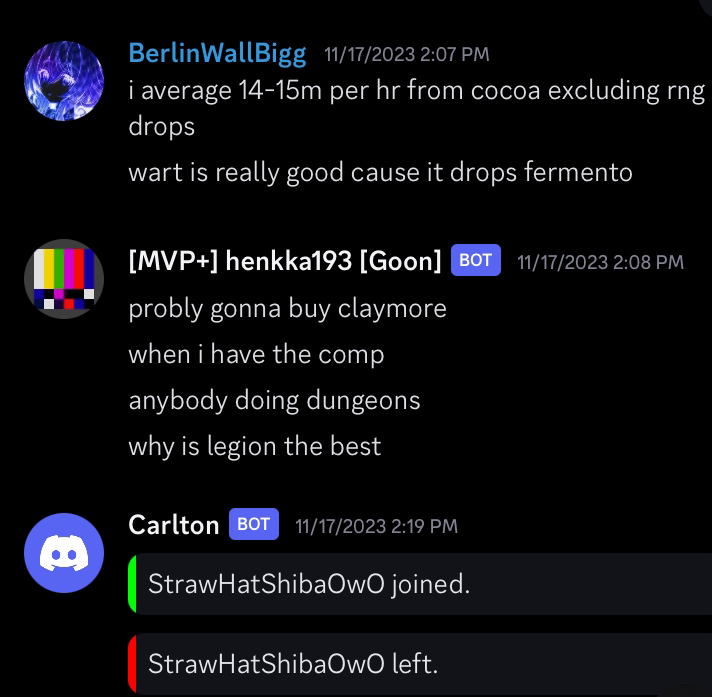 BerlinWallBigg 11/17/2023 2:07 PM
i average 14-15m per hr from cocoa excluding rng
drops
wart is really good cause it drops fermento
[MVP+] henkka193 [Goon] BOT 11/17/2023 2:08 PM
probly gonna buy claymore
when i have the comp
anybody doing dungeons
why is legion the best
Carlton BOT 11/17/2023 2:19 PM
StrawHatShibaOwO joined.
StrawHatShibaOwO left.